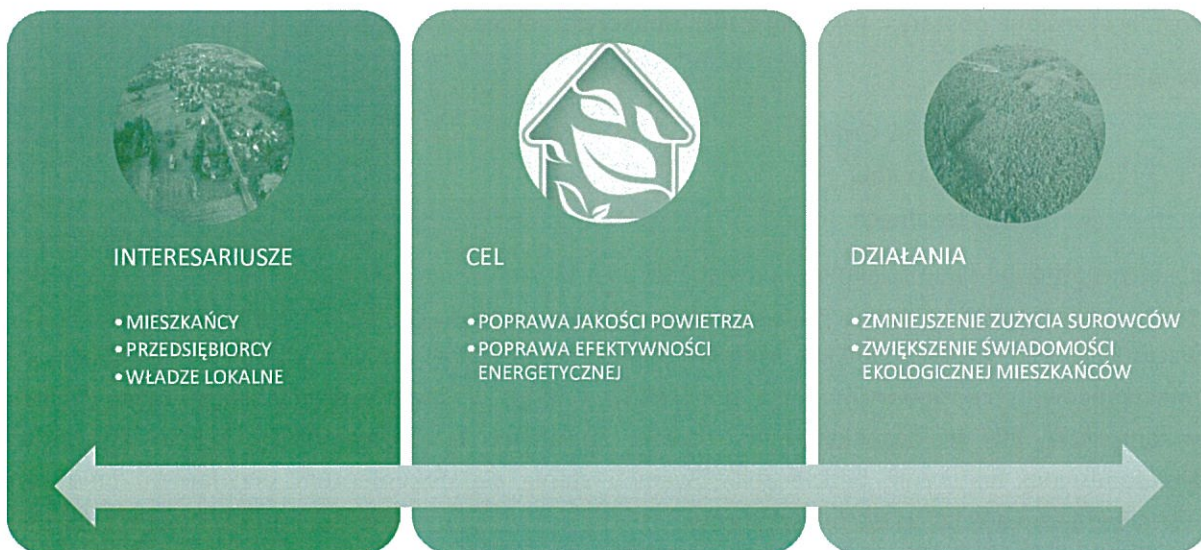 INTERESARIUSZE
• MIESZKAŃCY
• PRZEDSIĘBIORCY
• WŁADZE LOKALNE
CEL
• POPRAWA JAKOŚCI POWIETRZA
• POPRAWA EFEKTYWNOŚCI
ENERGETYCZNEJ
DZIAŁANIA
• ZMNIEJSZENIE ZUŻYCIA SUROWCÓW
• ZWIĘKSZENIE ŚWIADOMOŚCI
EKOLOGICZNEJ MIESZKAŃCÓW